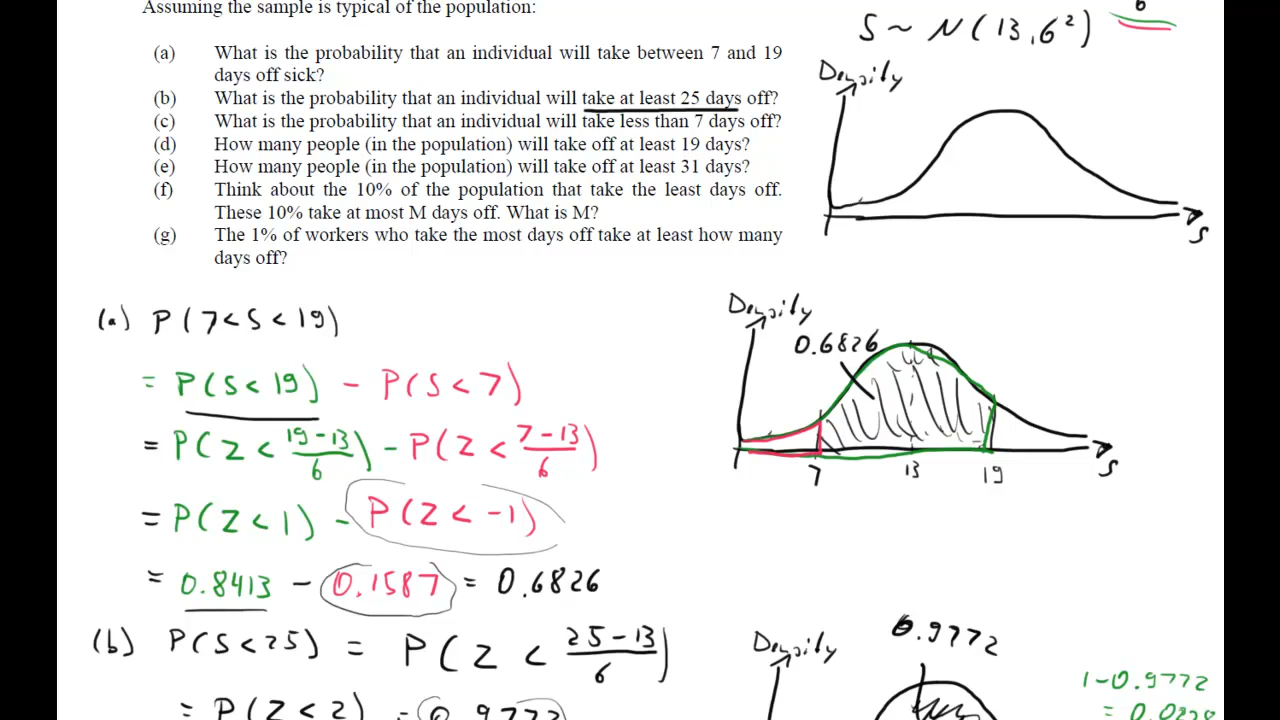 Assuming the sample is typical of the population:
(a) What is the probability that an individual will take between 7 and 19
days off sick?
(b) What is the probability that an individual will take at least 25 days off?
(c) What is the probability that an individual will take less than 7 days off?
(d) How many people (in the population) will take off at least 19 days?
(e) How many people (in the population) will take off at least 31 days?
(f) Think about the 10% of the population that take the least days off.
These 10% take at most M days off. What is M?
(g) The 1% of workers who take the most days off take at least how many
days off?
S ~ N(13,6²)
Density
S
(a) P(7<S<19)
= P(S<19) - P(S<7)
= P(Z < (19-13)/6) - P(Z < (7-13)/6)
= P(Z<1) - P(Z<-1)
= 0.8413 - 0.1587 = 0.6826
Density
0.6826
7 13 19
S
(b) P(S<25) = P(Z < (25-13)/6)
= P(Z<2) = 0.9772
Density
0.9772
1-0.9772
= 0.0228